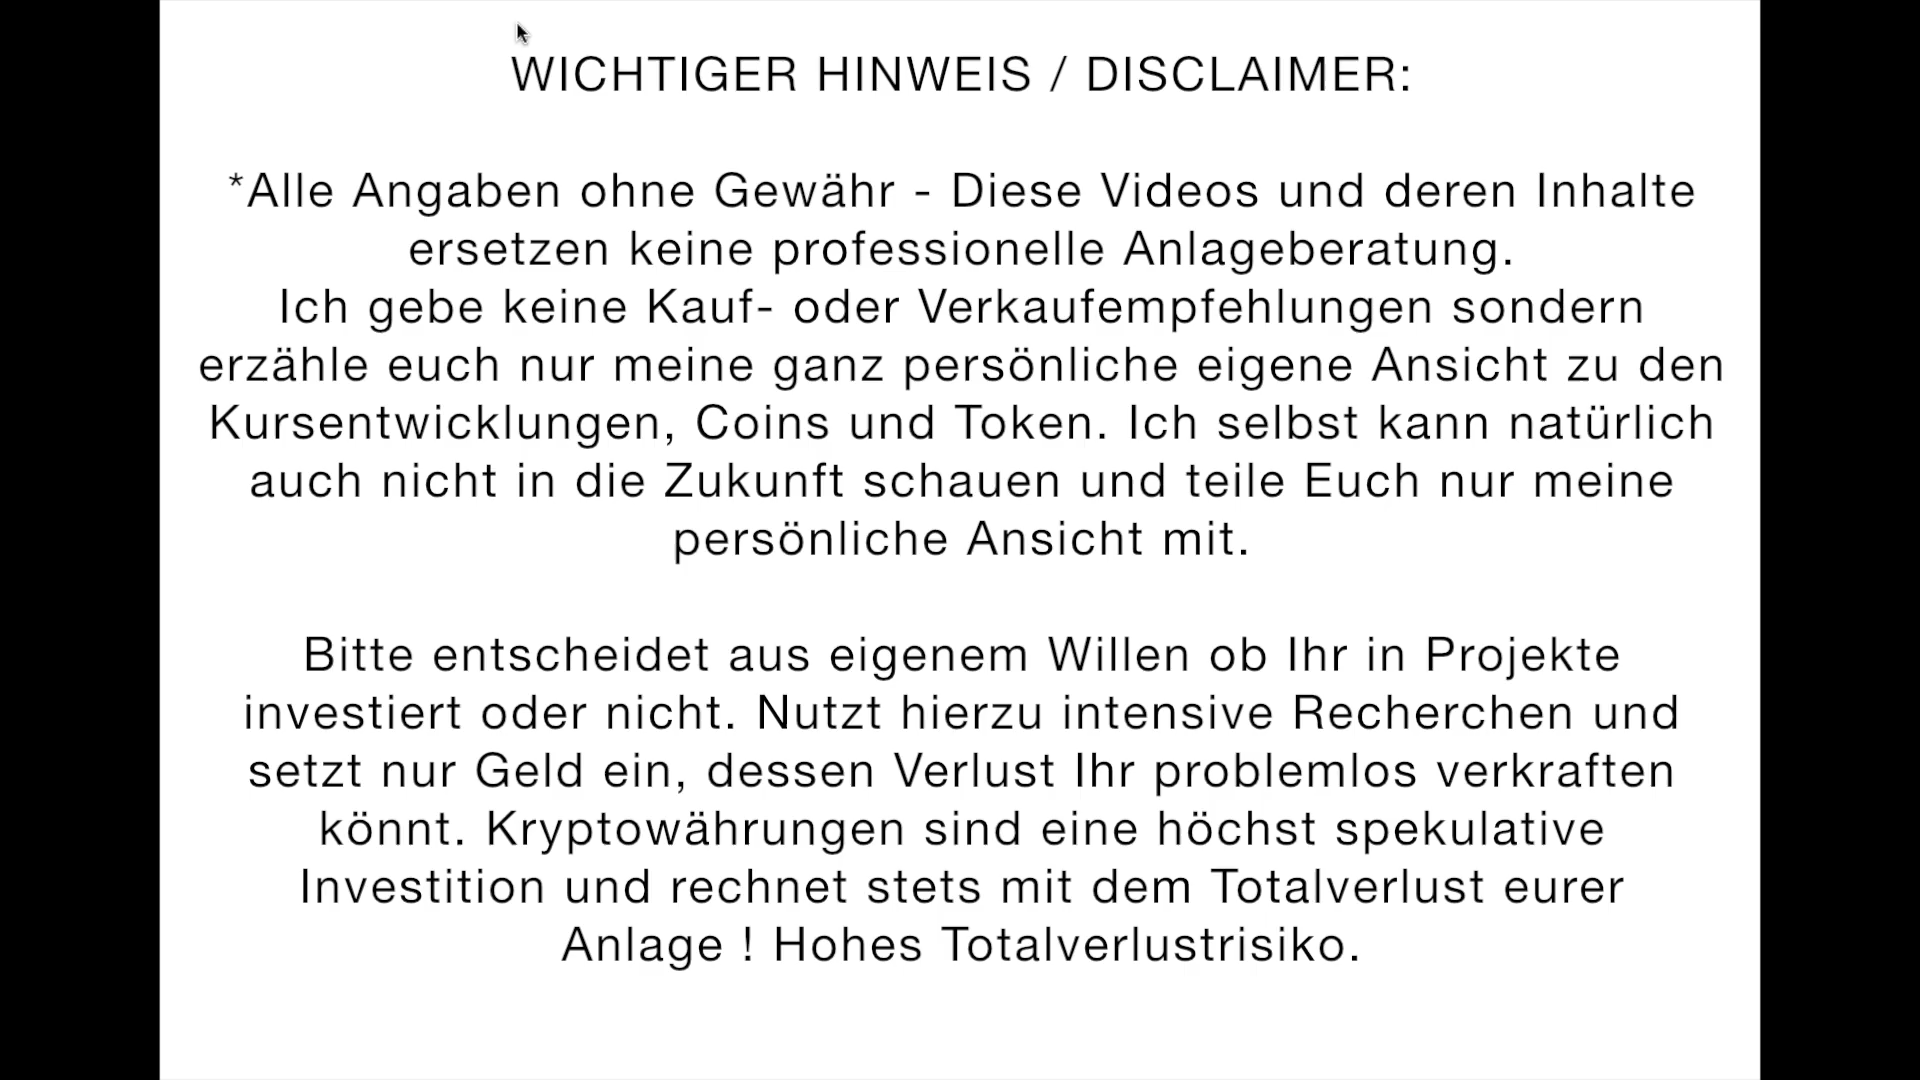 WICHTIGER HINWEIS / DISCLAIMER:
*Alle Angaben ohne Gewähr - Diese Videos und deren Inhalte
ersetzen keine professionelle Anlageberatung.
Ich gebe keine Kauf- oder Verkaufempfehlungen sondern
erzähle euch nur meine ganz persönliche eigene Ansicht zu den
Kursentwicklungen, Coins und Token. Ich selbst kann natürlich
auch nicht in die Zukunft schauen und teile Euch nur meine
persönliche Ansicht mit.
Bitte entscheidet aus eigenem Willen ob Ihr in Projekte
investiert oder nicht. Nutzt hierzu intensive Recherchen und
setzt nur Geld ein, dessen Verlust Ihr problemlos verkraften
könnt. Kryptowährungen sind eine höchst spekulative
Investition und rechnet stets mit dem Totalverlust eurer
Anlage ! Hohes Totalverlustrisiko.